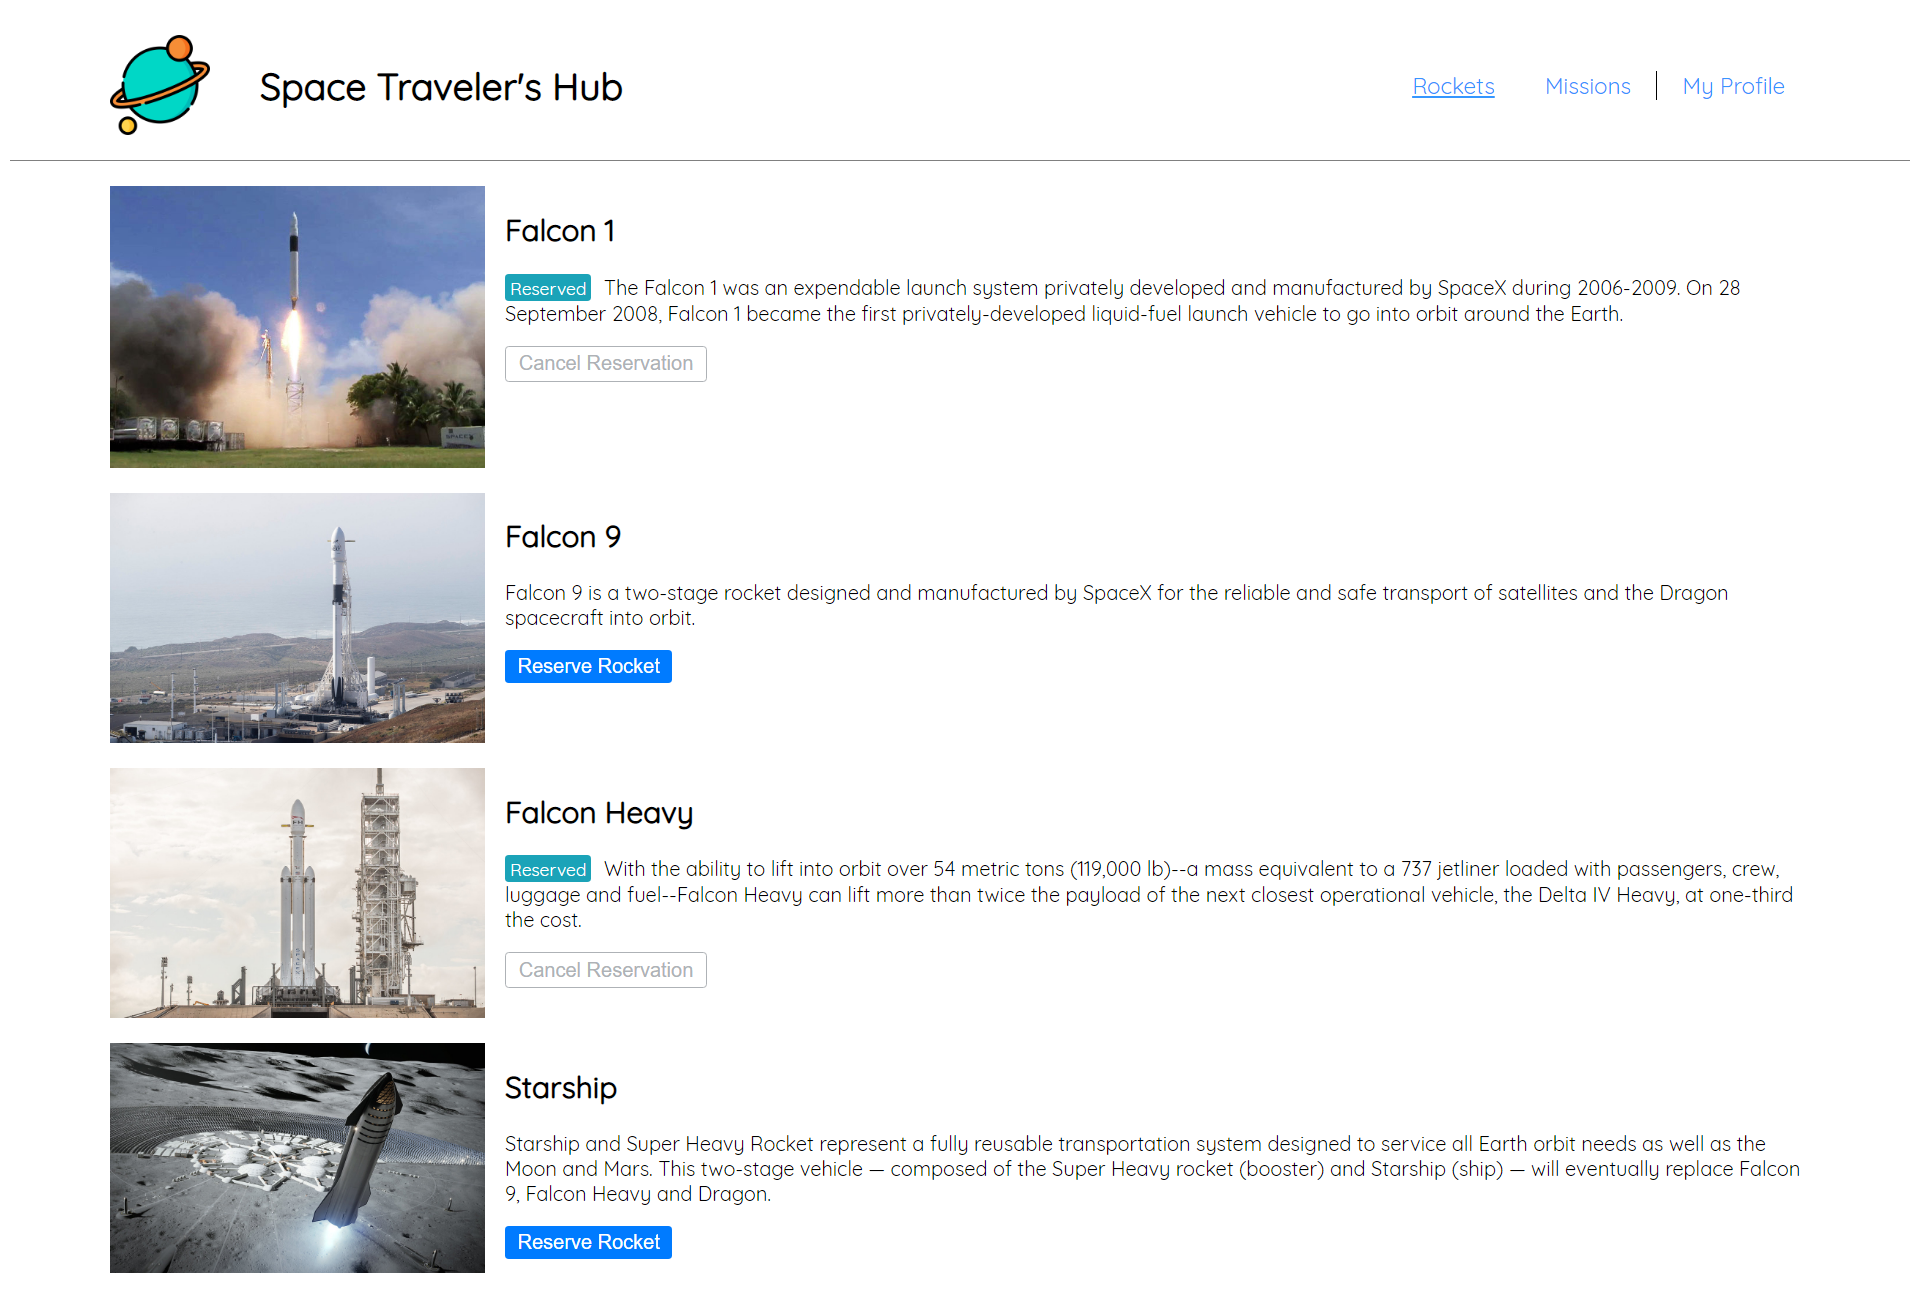 Space Traveler's Hub
Rockets
Missions
My Profile
Falcon 1
Reserved The Falcon 1 was an expendable launch system privately developed and manufactured by SpaceX during 2006-2009. On 28
September 2008, Falcon 1 became the first privately-developed liquid-fuel launch vehicle to go into orbit around the Earth.
Cancel Reservation
Falcon 9
Falcon 9 is a two-stage rocket designed and manufactured by SpaceX for the reliable and safe transport of satellites and the Dragon
spacecraft into orbit.
Reserve Rocket
Falcon Heavy
Reserved With the ability to lift into orbit over 54 metric tons (119,000 lb)--a mass equivalent to a 737 jetliner loaded with passengers, crew,
luggage and fuel--Falcon Heavy can lift more than twice the payload of the next closest operational vehicle, the Delta IV Heavy, at one-third
the cost.
Cancel Reservation
Starship
Starship and Super Heavy Rocket represent a fully reusable transportation system designed to service all Earth orbit needs as well as the
Moon and Mars. This two-stage vehicle — composed of the Super Heavy rocket (booster) and Starship (ship) — will eventually replace Falcon
9, Falcon Heavy and Dragon.
Reserve Rocket